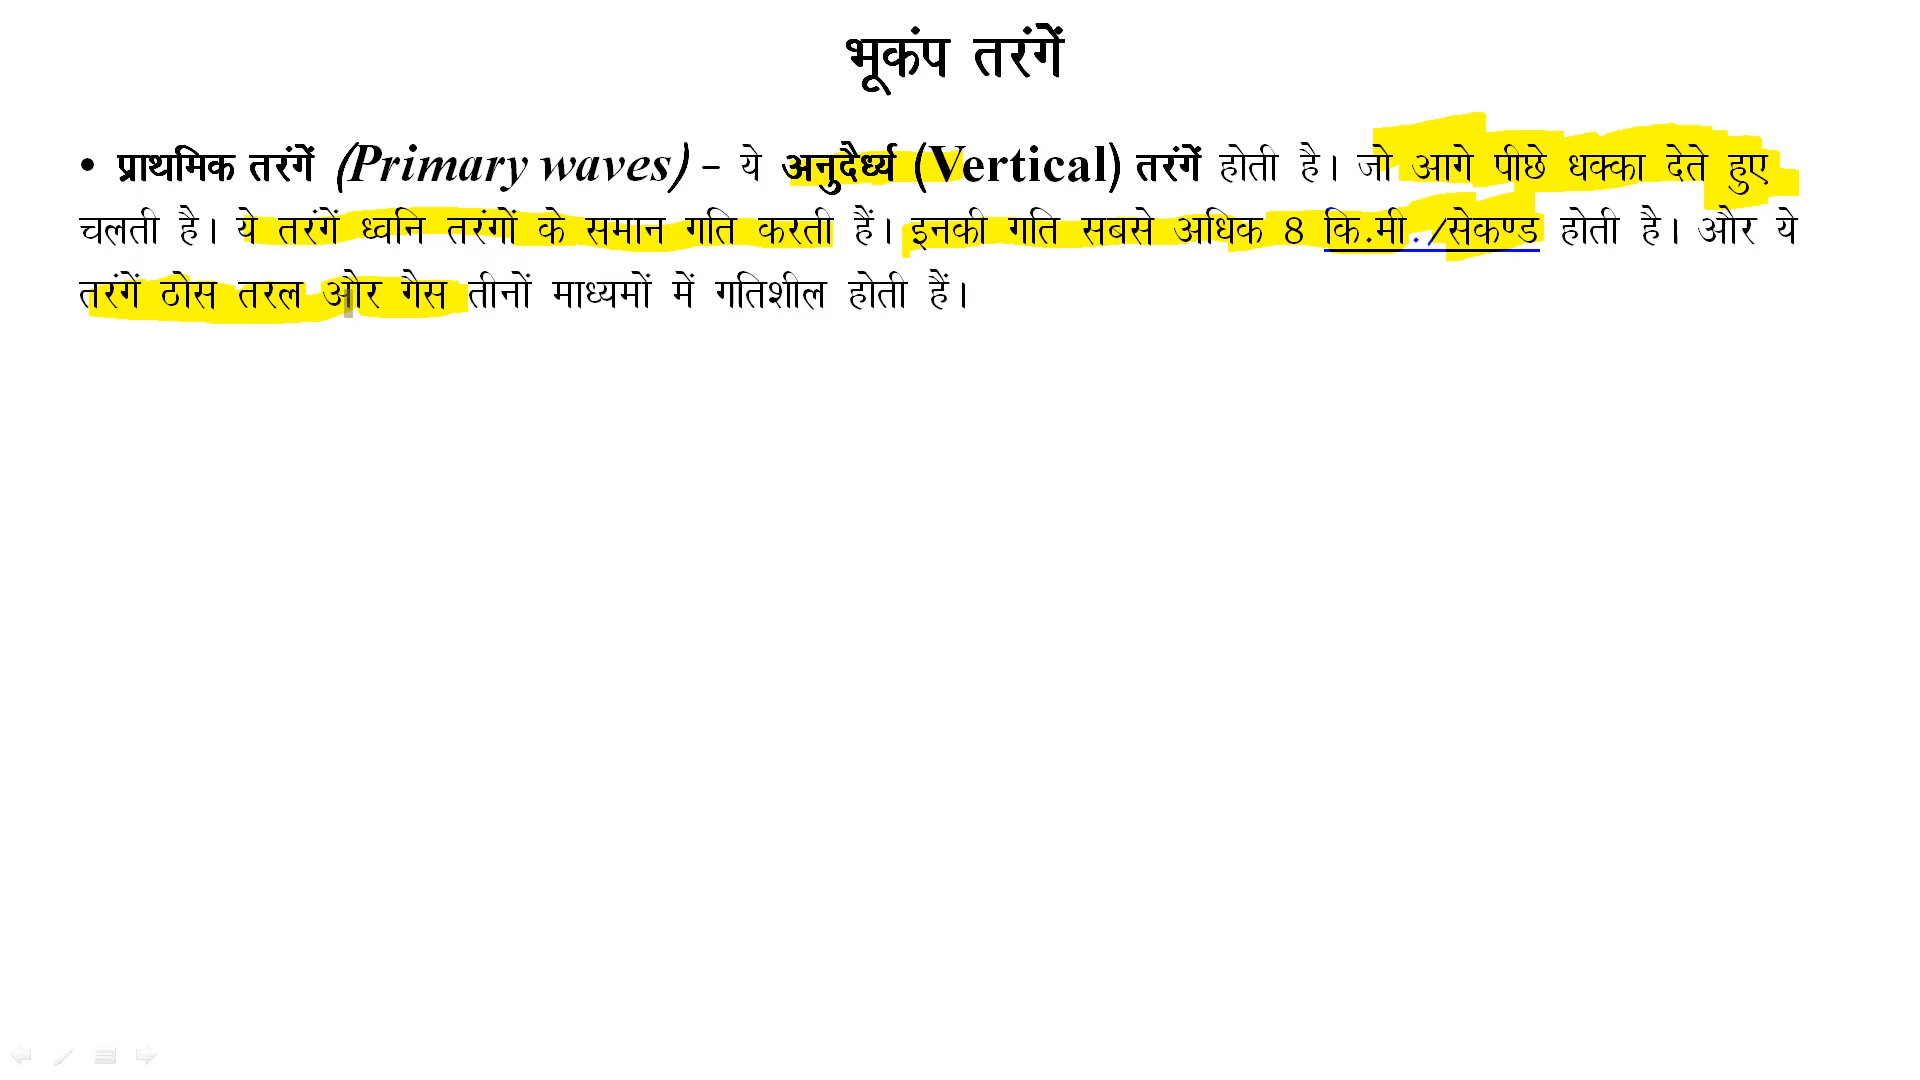 भूकंप तरंगें
• प्राथमिक तरंगें (Primary waves) – ये अनुदैर्ध्य (Vertical) तरंगें होती है। जो आगे पीछे धक्का देते हुए
चलती है। ये तरंगें ध्वनि तरंगों के समान गति करती हैं। इनकी गति सबसे अधिक 8 कि.मी./सेकण्ड होती है। और ये
तरंगें ठोस तरल और गैस तीनों माध्यमों में गतिशील होती हैं।